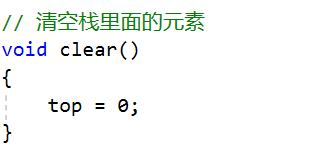 // 清空栈里面的元素
void clear()
{
    top = 0;
}